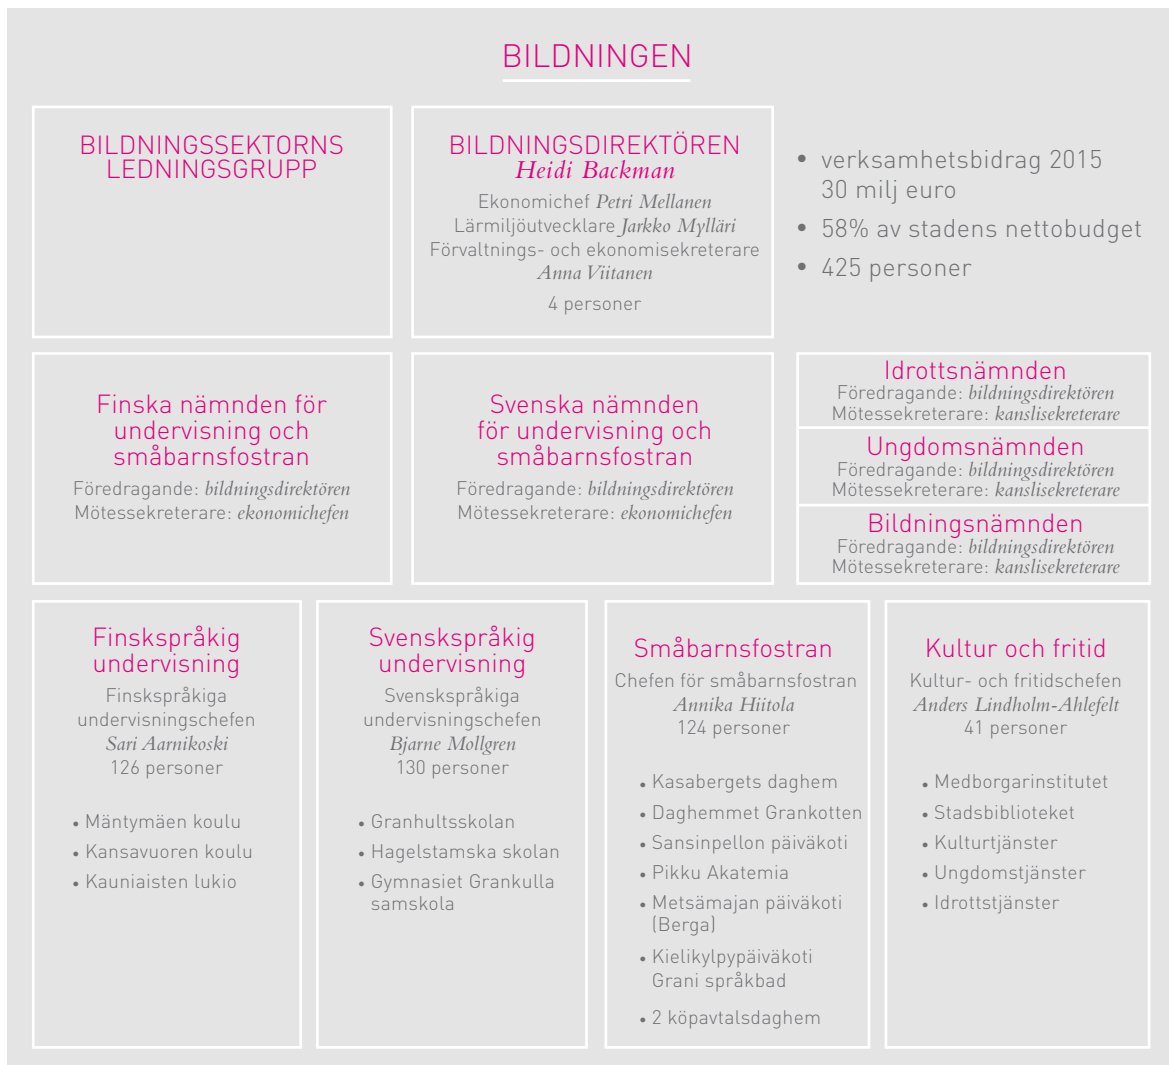 BILDNINGEN
BILDNINGSSEKTORNS
LEDNINGSGRUPP
BILDNINGSDIREKTÖREN
Heidi Backman
Ekonomichef Petri Mellanen
Lärmiljöutvecklare Jarkko Mylläri
Förvaltnings- och ekonomisekreterare
Anna Viitanen
4 personer
• verksamhetsbidrag 2015
30 milj euro
• 58% av stadens nettobudget
• 425 personer
Finska nämnden för
undervisning och
småbarnsfostran
Föredragande: bildningsdirektören
Mötessekreterare: ekonomichefen
Svenska nämnden
för undervisning och
småbarnsfostran
Föredragande: bildningsdirektören
Mötessekreterare: ekonomichefen
Idrottsnämnden
Föredragande: bildningsdirektören
Mötessekreterare: kanslisekreterare
Ungdomsnämnden
Föredragande: bildningsdirektören
Mötessekreterare: kanslisekreterare
Bildningsnämnden
Föredragande: bildningsdirektören
Mötessekreterare: kanslisekreterare
Finskspråkig
undervisning
Finskspråkiga
undervisningschefen
Sari Aarnikoski
126 personer
• Mäntymäen koulu
• Kansavuoren koulu
• Kauniaisten lukio
Svenskspråkig
undervisning
Svenskspråkiga
undervisningschefen
Bjarne Mollgren
130 personer
• Granhultsskolan
• Hagelstamska skolan
• Gymnasiet Grankulla
samskola
Småbarnsfostran
Chefen för småbarnsfostran
Annika Hiitola
124 personer
• Kasabergets daghem
• Daghemmet Grankotten
• Sansinpellon päiväkoti
• Pikku Akatemia
• Metsämajan päiväkoti
(Berga)
• Kielikylpypäiväkoti
Grani språkbad
• 2 köpavtalsdaghem
Kultur och fritid
Kultur- och fritidschefen
Anders Lindholm-Ahlefelt
41 personer
• Medborgarinstitutet
• Stadsbiblioteket
• Kulturtjänster
• Ungdomstjänster
• Idrottstjänster